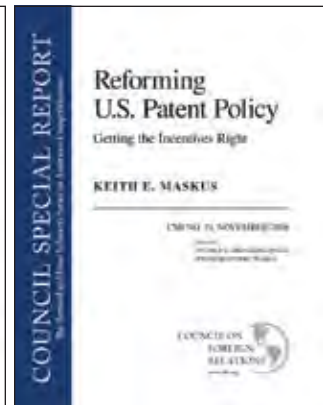 COUNCIL SPECIAL REPORT
Reforming
U.S. Patent Policy
Getting the Incentives Right
KEITH E. MASKUS
COUNCIL ON
FOREIGN
RELATIONS